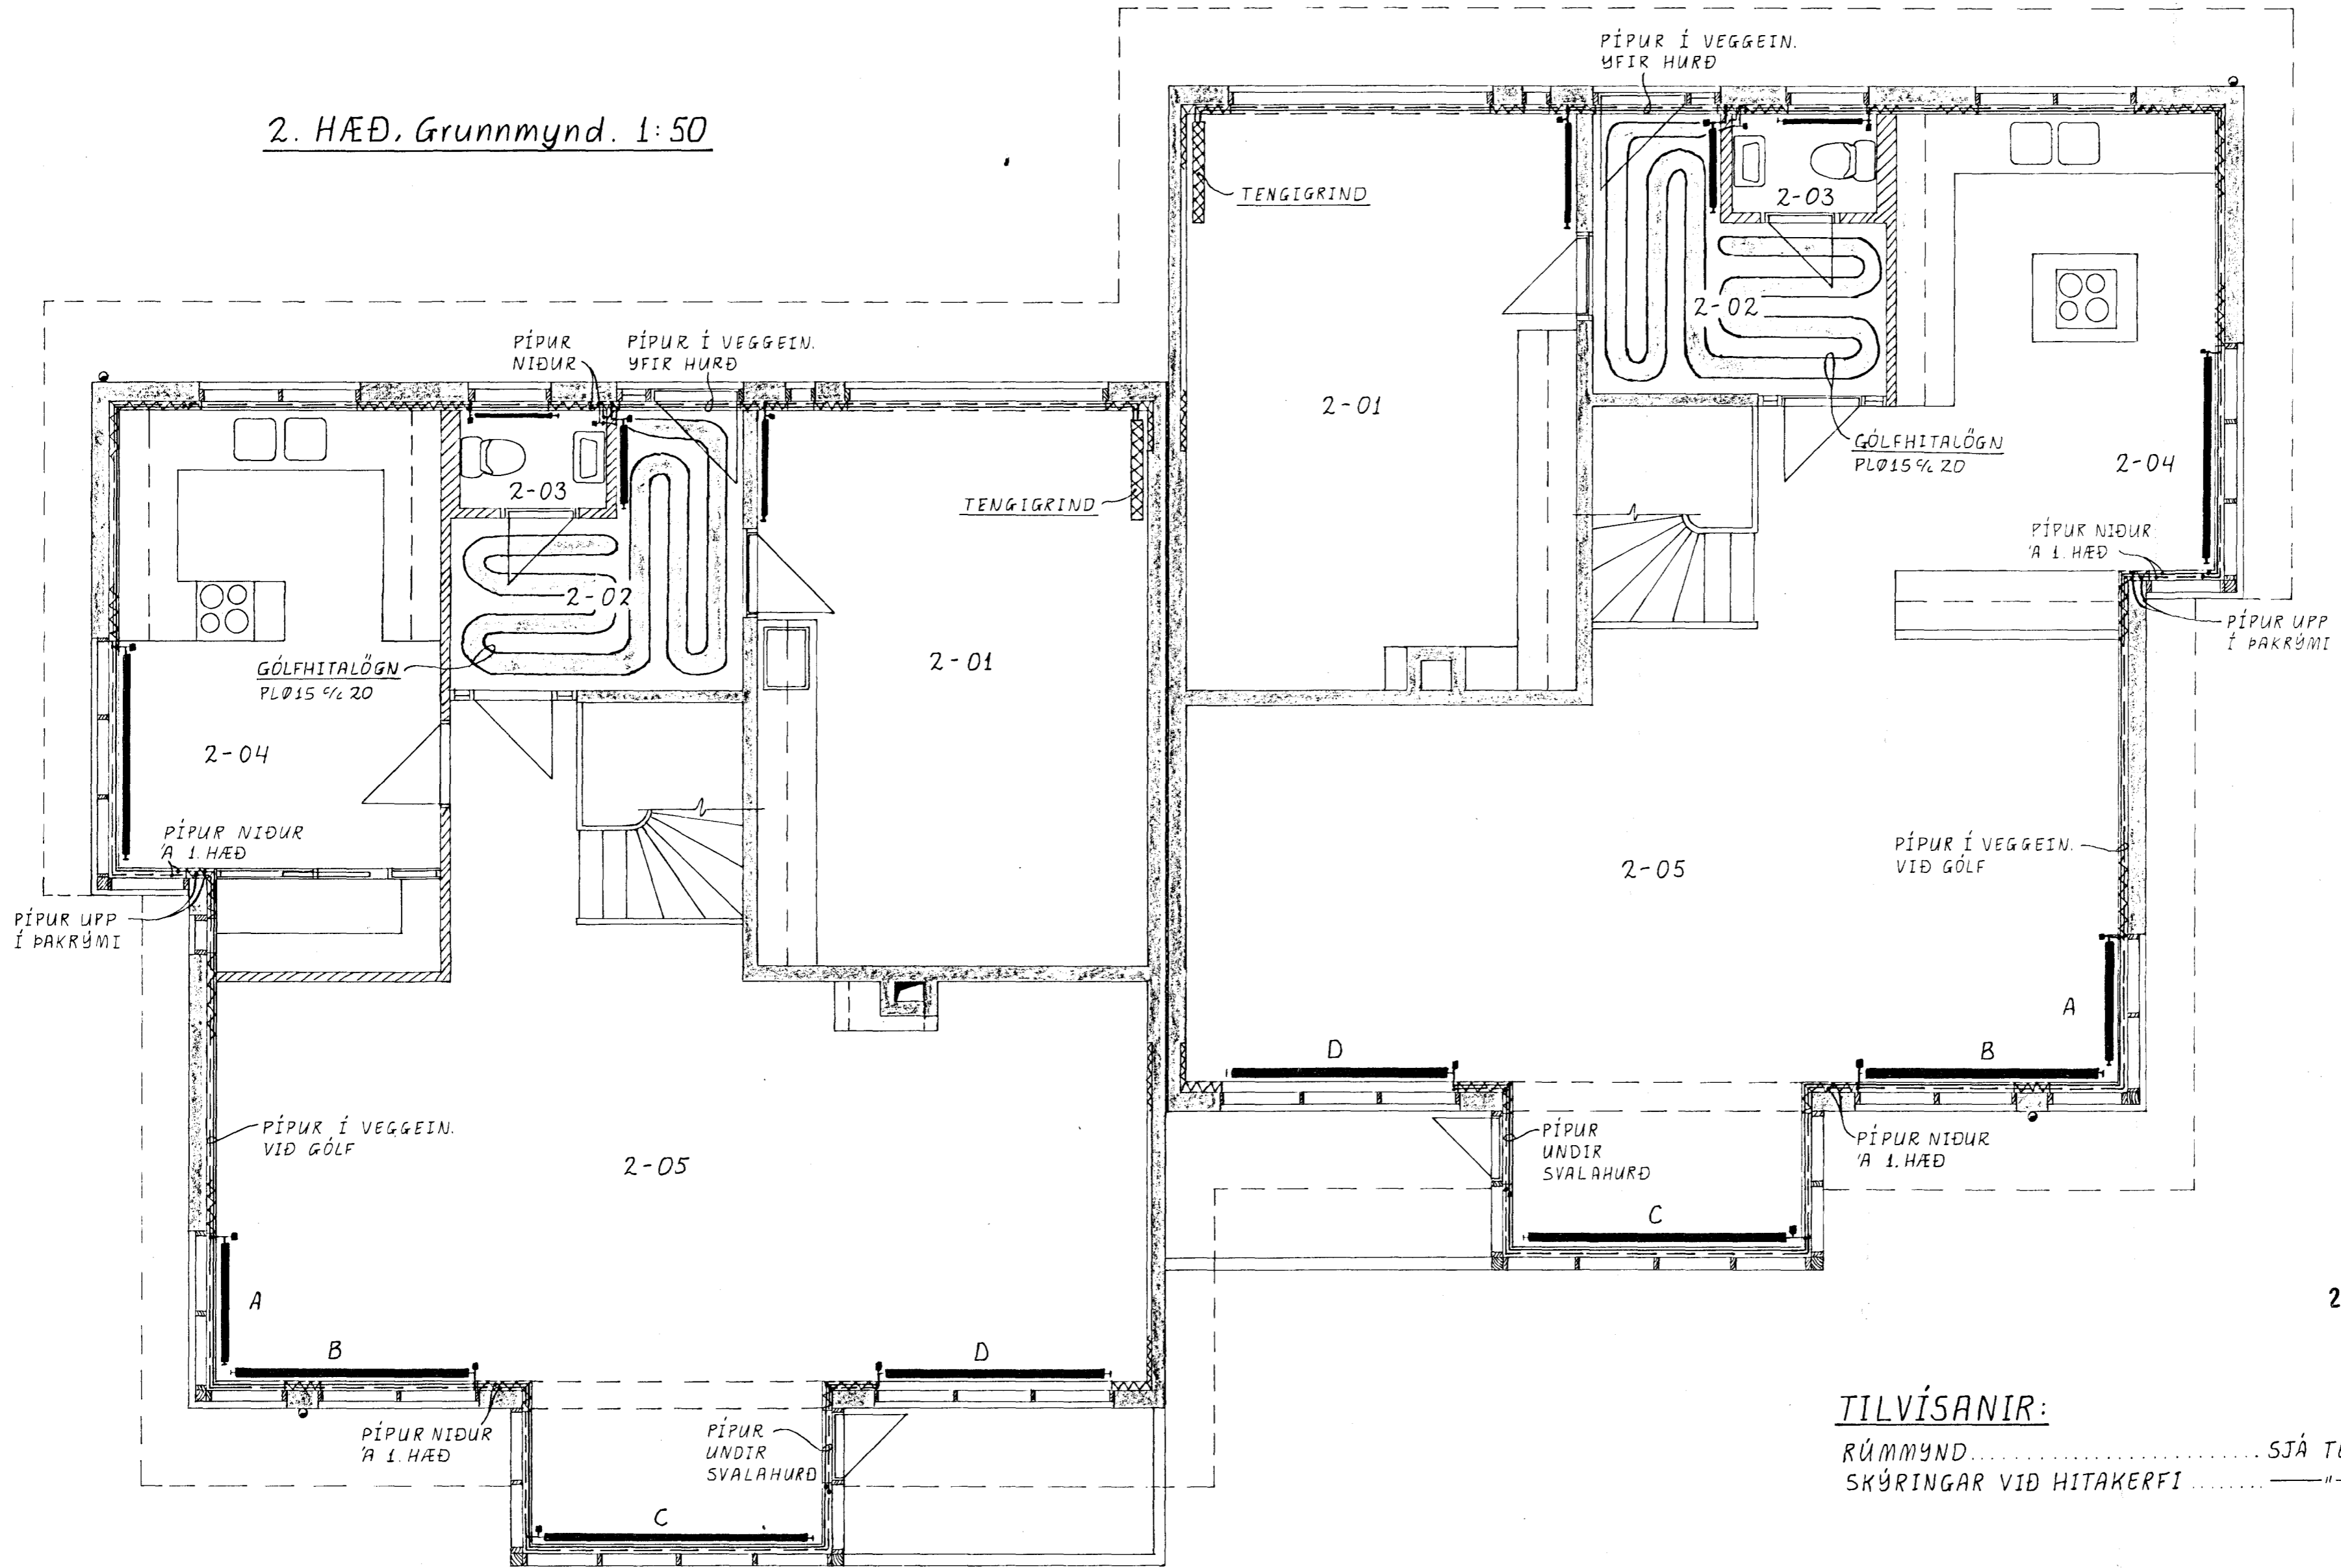 2. HÆÐ. Grunnmynd. 1:50
PÍPUR Í VEGGEIN.
YFIR HURÐ
TENGIGRIND
2-03
2-02
2-01
GÓLFHITALÖGN
PLØ15 c/c 20
2-04
PÍPUR NIÐUR
Á 1. HÆÐ
PÍPUR UPP
Í ÞAKRÝMI
PÍPUR Í VEGGEIN.
VIÐ GÓLF
2-05
A
B
D
PÍPUR
UNDIR
SVALAHURÐ
PÍPUR NIÐUR
Á 1. HÆÐ
C
PÍPUR
NIÐUR
PÍPUR Í VEGGEIN.
YFIR HURÐ
2-03
TENGIGRIND
2-02
2-01
GÓLFHITALÖGN
PLØ15 c/c 20
2-04
PÍPUR NIÐUR
Á 1. HÆÐ
PÍPUR UPP
Í ÞAKRÝMI
PÍPUR Í VEGGEIN.
VIÐ GÓLF
2-05
A
B
D
PÍPUR NIÐUR
Á 1. HÆÐ
PÍPUR
UNDIR
SVALAHURÐ
C
2
TILVÍSANIR:
RÚMMYND.......................... SJÁ
SKÝRINGAR VIÐ HITAKERFI ........ —"—